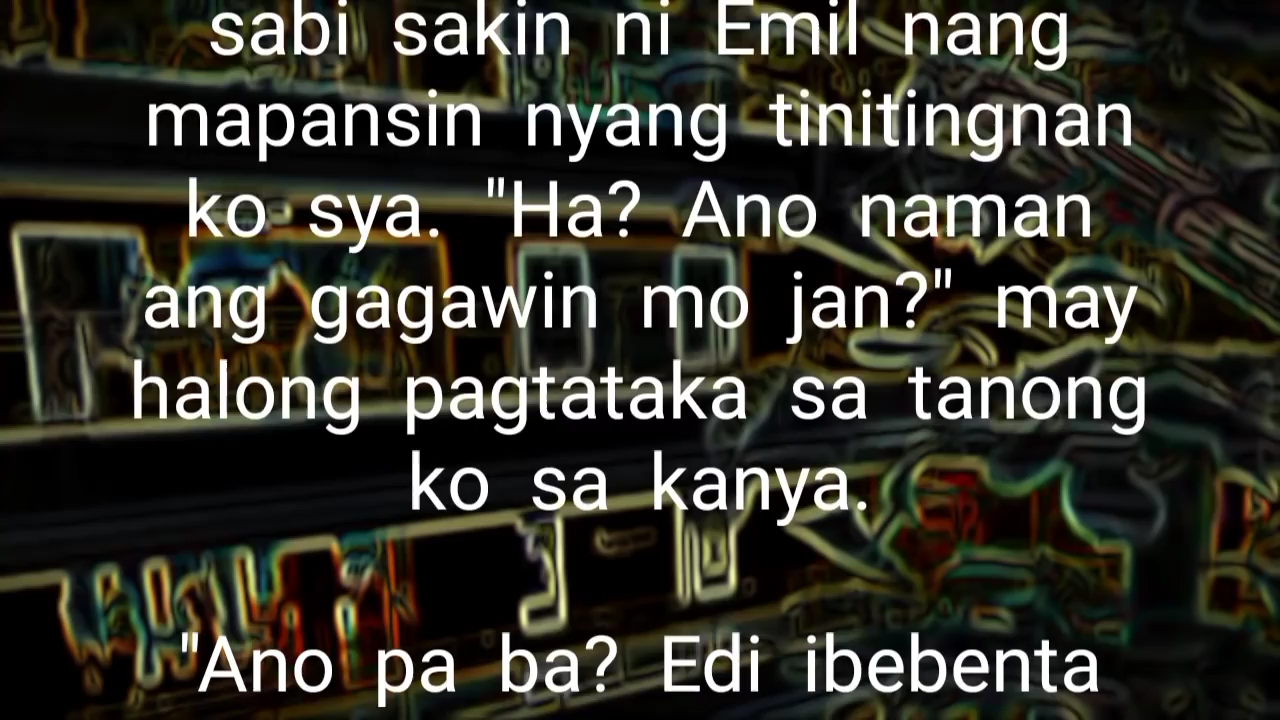 sabi sakin ni Emil nang
mapansin nyang tinitingnan
ko sya. "Ha? Ano naman
ang gagawin mo jan?" may
halong pagtataka sa tanong
ko sa kanya.
"Ano pa ba? Edi ibebenta